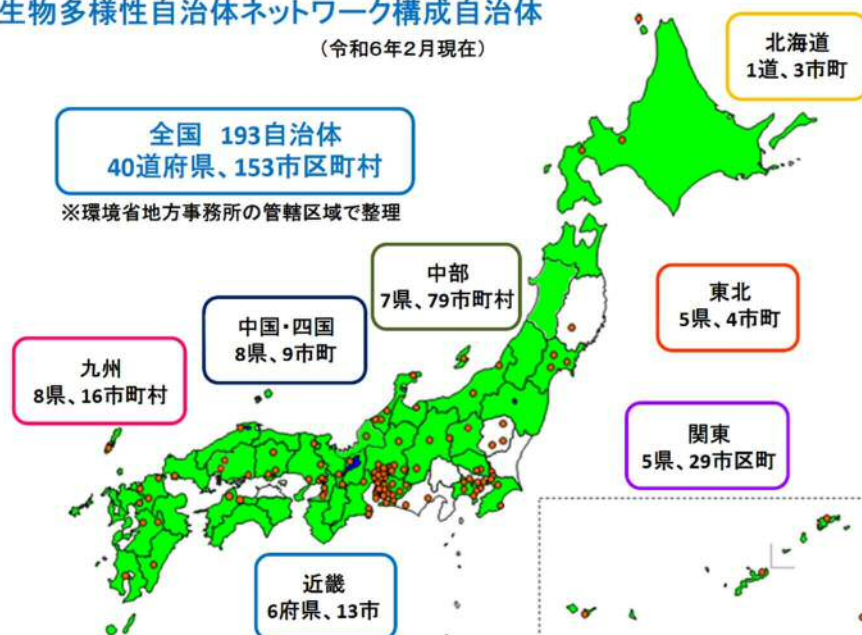 生物多様性自治体ネットワーク構成自治体
(令和6年2月現在)
北海道
1道、3市町
全国 193自治体
40道府県、153市区町村
※環境省地方事務所の管轄区域で整理
中部
7県、79市町村
東北
5県、4市町
中国・四国
8県、9市町
九州
8県、16市町村
関東
5県、29市区町
近畿
6府県、13市